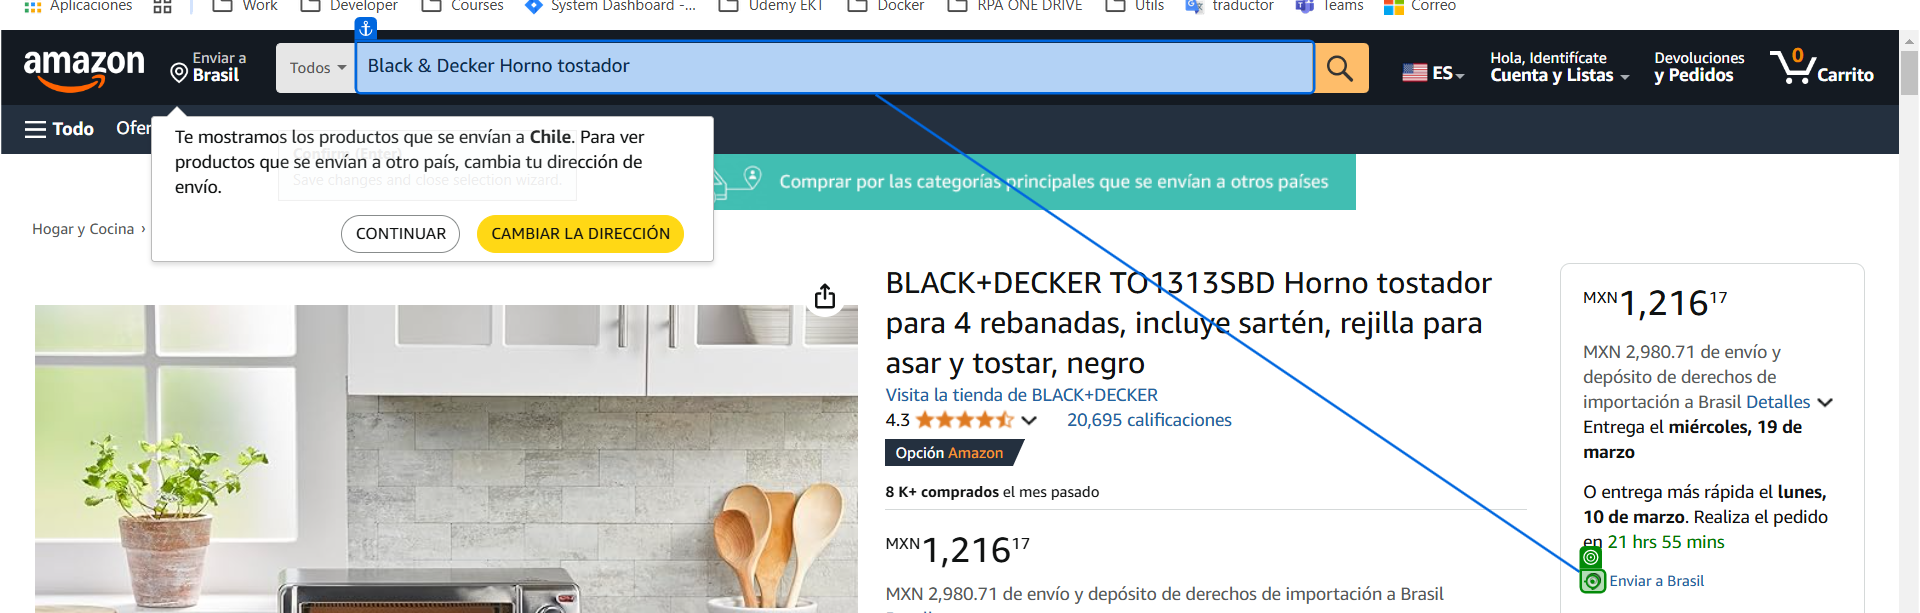 Aplicaciones
Work
Developer
Courses
System Dashboard -...
Udemy EKT
Docker
RPA ONE DRIVE
Utils
traductor
Teams
Correo
amazon
Enviar a
Brasil
Todos
Black & Decker Horno tostador
ES
Hola, Identifícate
Cuenta y Listas
Devoluciones
y Pedidos
0
Carrito
Todo
Ofer
Te mostramos los productos que se envían a Chile. Para ver
productos que se envían a otro país, cambia tu dirección de
envío.
Confirm (Enter)
Save changes and close selection wizard.
CONTINUAR
CAMBIAR LA DIRECCIÓN
Comprar por las categorías principales que se envían a otros países
Hogar y Cocina ›
BLACK+DECKER TO1313SBD Horno tostador
para 4 rebanadas, incluye sartén, rejilla para
asar y tostar, negro
Visita la tienda de BLACK+DECKER
4.3
20,695 calificaciones
Opción Amazon
8 K+ comprados el mes pasado
MXN1,21617
MXN 2,980.71 de envío y depósito de derechos de importación a Brasil
MXN1,21617
MXN 2,980.71 de envío y
depósito de derechos de
importación a Brasil Detalles
Entrega el miércoles, 19 de
marzo
O entrega más rápida el lunes,
10 de marzo. Realiza el pedido
en 21 hrs 55 mins
Enviar a Brasil